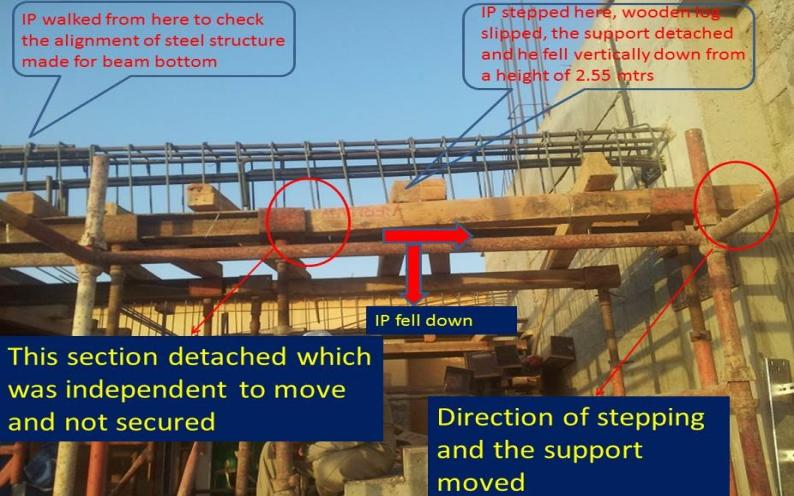 IP walked from here to check
the alignment of steel structure
made for beam bottom
IP stepped here, wooden log
slipped, the support detached
and he fell vertically down from
a height of 2.55 mtrs
IP fell down
This section detached which
was independent to move
and not secured
Direction of stepping
and the support
moved